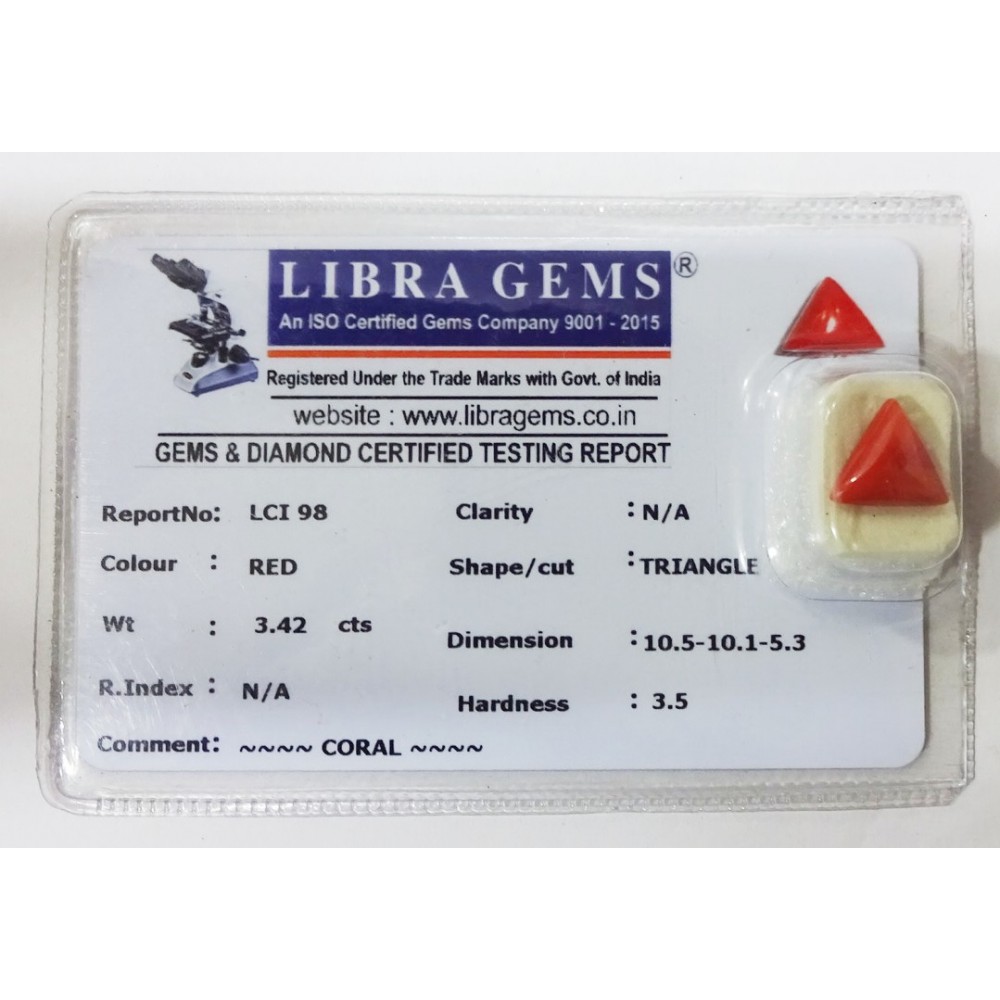 LIBRA GEMS®
An ISO Certified Gems Company 9001 - 2015
Registered Under the Trade Marks with Govt. of India
website : www.libragems.co.in
GEMS & DIAMOND CERTIFIED TESTING REPORT
ReportNo: LCI 98 Clarity : N/A
Colour : RED Shape/cut : TRIANGLE
Wt : 3.42 cts Dimension : 10.5-10.1-5.3
R.Index : N/A Hardness : 3.5
Comment: ~~~~ CORAL ~~~~